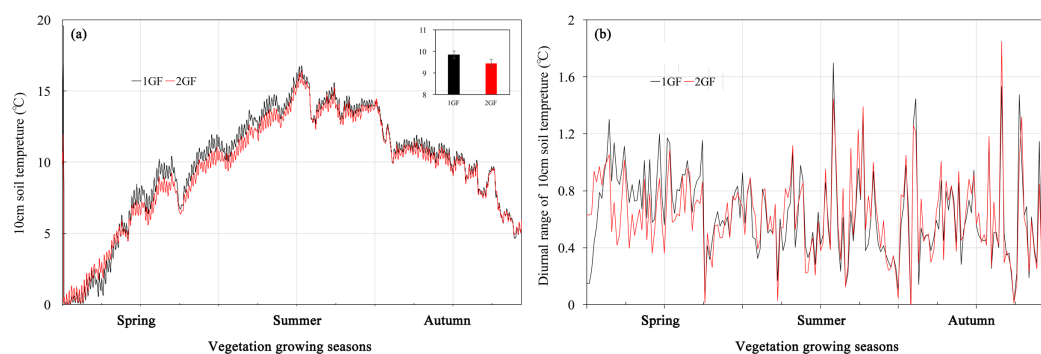 (a)
20
15
10
5
0
10cm soil tempreture (℃)
1GF 2GF
11
10
9
8
1GF 2GF
Spring Summer Autumn
Vegetation growing seasons
(b)
2
1.6
1.2
0.8
0.4
0
Diurnal range of 10cm soil tempreture (℃)
1GF 2GF
Spring Summer Autumn
Vegetation growing seasons